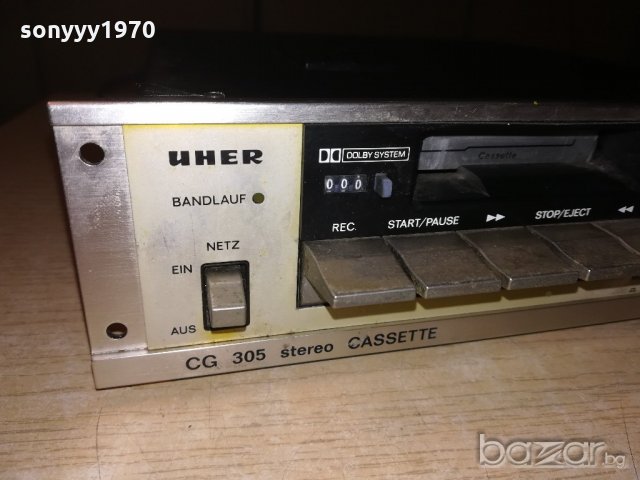 sonyyy1970
UHER
BANDLAUF
NETZ
EIN
AUS
DOLBY SYSTEM
Cassette
000
REC.
START/PAUSE
▶▶
STOP/EJECT
◀◀
CG 305 stereo CASSETTE
bazar.bg